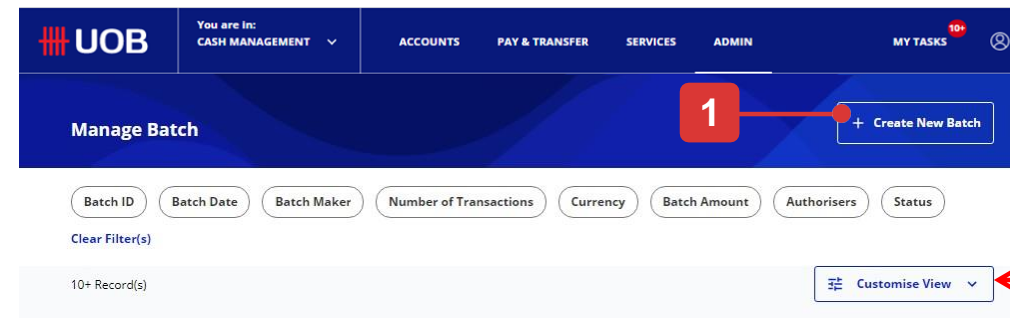 UOB
You are in:
CASH MANAGEMENT
ACCOUNTS
PAY & TRANSFER
SERVICES
ADMIN
MY TASKS
10+
Manage Batch
1
+ Create New Batch
Batch ID
Batch Date
Batch Maker
Number of Transactions
Currency
Batch Amount
Authorisers
Status
Clear Filter(s)
10+ Record(s)
Customise View